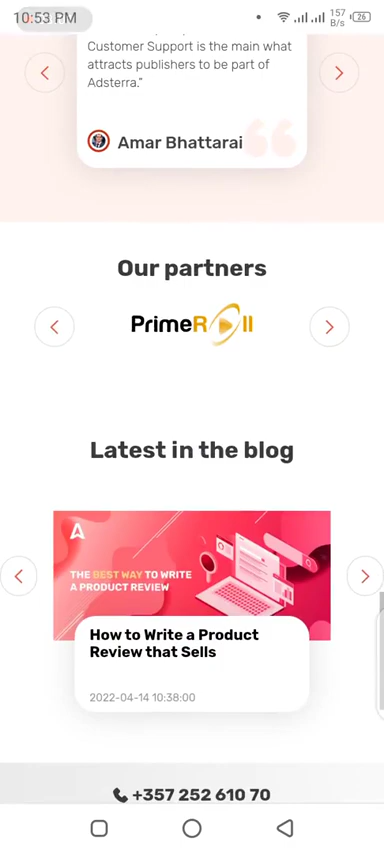 10:53 PM
157
B/s
26
Customer Support is the main what
attracts publishers to be part of
Adsterra."
Amar Bhattarai
Our partners
PrimeRoll
Latest in the blog
THE BEST WAY TO WRITE
A PRODUCT REVIEW
How to Write a Product
Review that Sells
2022-04-14 10:38:00
+357 252 610 70